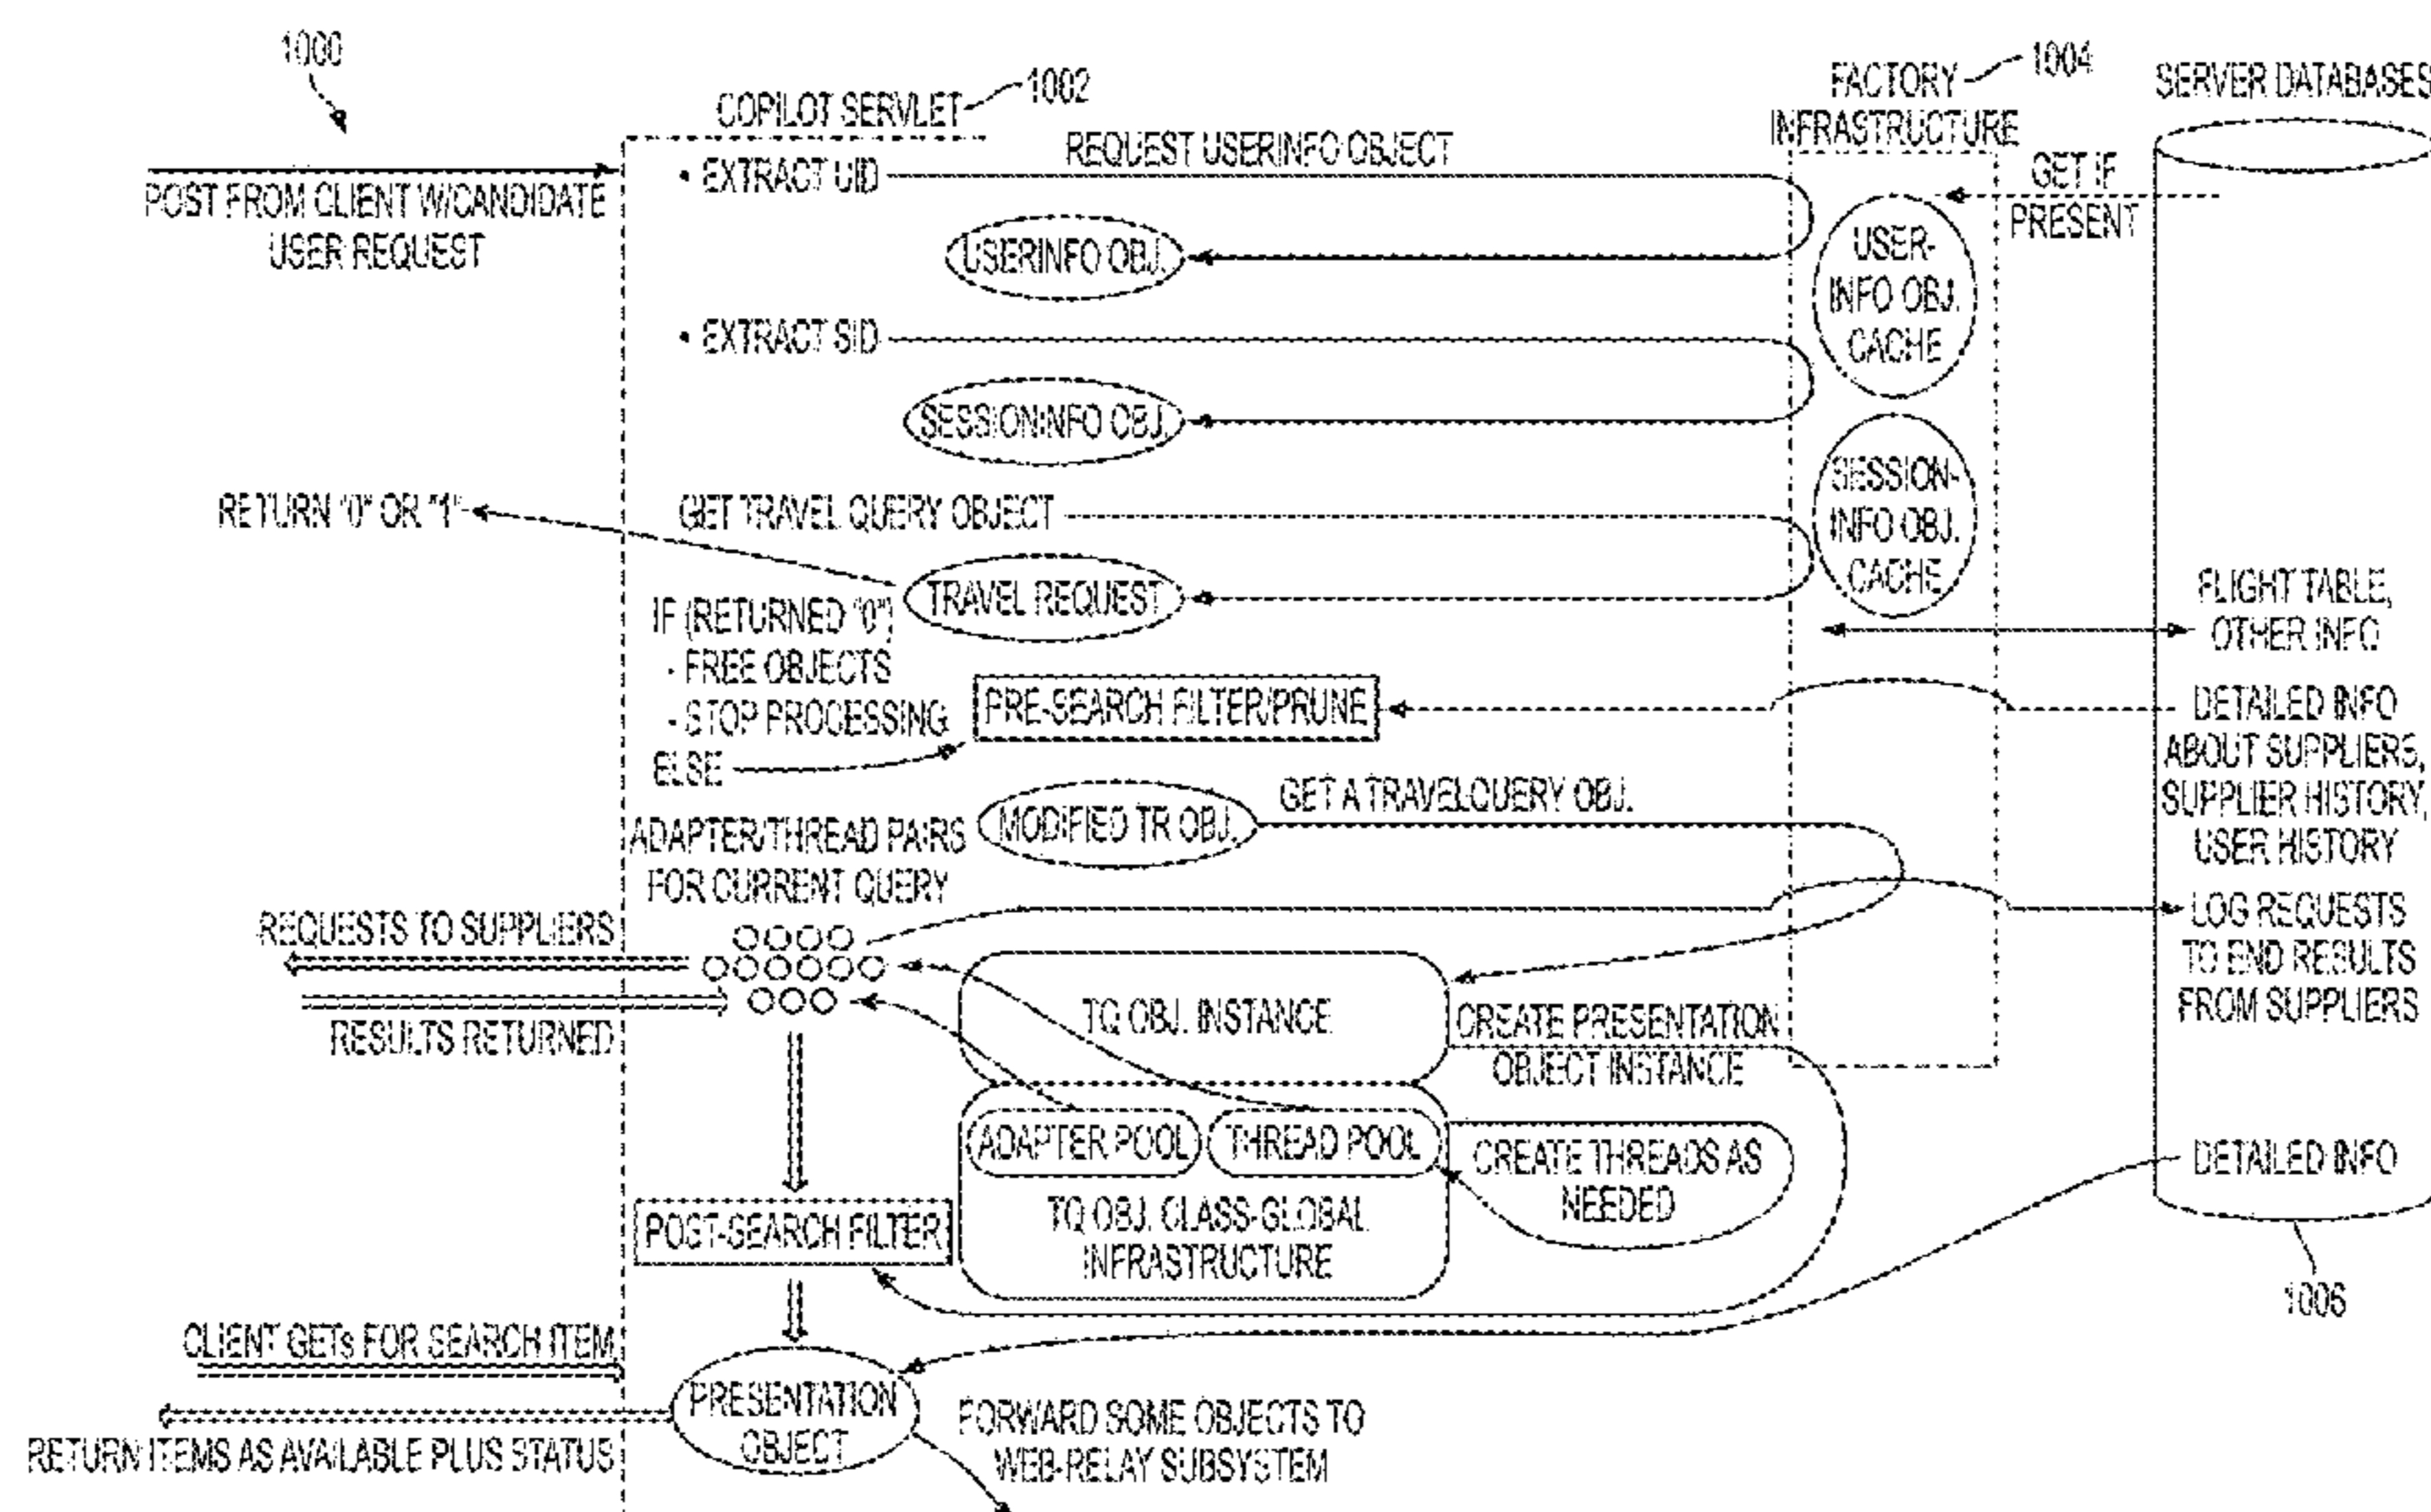 1000
COPILOT SERVLET
1002
FACTORY
INFRASTRUCTURE
1004
SERVER DATABASES
POST FROM CLIENT W/CANDIDATE
USER REQUEST
• EXTRACT UID
REQUEST USERINFO OBJECT
GET IF
PRESENT
USERINFO OBJ.
USER-
INFO OBJ.
CACHE
• EXTRACT SID
SESSIONINFO OBJ.
SESSION-
INFO OBJ.
CACHE
RETURN "0" OR "1"
GET TRAVEL QUERY OBJECT
TRAVEL REQUEST
FLIGHT TABLE,
OTHER INFO
IF (RETURNED "0")
- FREE OBJECTS
- STOP PROCESSING
ELSE
PRE-SEARCH FILTER/PRUNE
DETAILED INFO
ABOUT SUPPLIERS,
SUPPLIER HISTORY,
USER HISTORY
MODIFIED TR OBJ.
GET A TRAVELQUERY OBJ.
ADAPTER/THREAD PAIRS
FOR CURRENT QUERY
REQUESTS TO SUPPLIERS
RESULTS RETURNED
LOG REQUESTS
TO END RESULTS
FROM SUPPLIERS
TQ OBJ. INSTANCE
CREATE PRESENTATION
OBJECT INSTANCE
ADAPTER POOL
THREAD POOL
CREATE THREADS AS
NEEDED
TQ OBJ. CLASS-GLOBAL
INFRASTRUCTURE
DETAILED INFO
POST-SEARCH FILTER
1006
CLIENT GETs FOR SEARCH ITEM
RETURN ITEMS AS AVAILABLE PLUS STATUS
PRESENTATION
OBJECT
FORWARD SOME OBJECTS TO
WEB-RELAY SUBSYSTEM